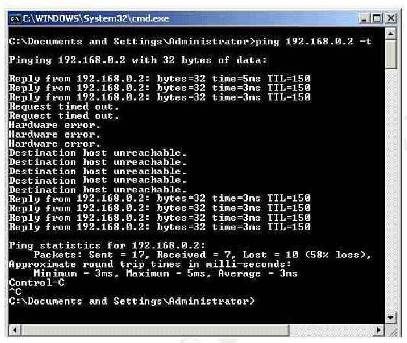 C:\WINDOWS\System32\cmd.exe
C:\Documents and Settings\Administrator>ping 192.168.0.2 -t
Pinging 192.168.0.2 with 32 bytes of data:
Reply from 192.168.0.2: bytes=32 time=5ms TTL=150
Reply from 192.168.0.2: bytes=32 time=3ms TTL=150
Reply from 192.168.0.2: bytes=32 time=3ms TTL=150
Request timed out.
Request timed out.
Hardware error.
Hardware error.
Hardware error.
Destination host unreachable.
Destination host unreachable.
Destination host unreachable.
Destination host unreachable.
Destination host unreachable.
Reply from 192.168.0.2: bytes=32 time=3ms TTL=150
Reply from 192.168.0.2: bytes=32 time=3ms TTL=150
Reply from 192.168.0.2: bytes=32 time=3ms TTL=150
Reply from 192.168.0.2: bytes=32 time=3ms TTL=150
Ping statistics for 192.168.0.2:
Packets: Sent = 17, Received = 7, Lost = 10 (58% loss),
Approximate round trip times in milli-seconds:
Minimum = 3ms, Maximum = 5ms, Average = 3ms
Control-C
^C
C:\Documents and Settings\Administrator>